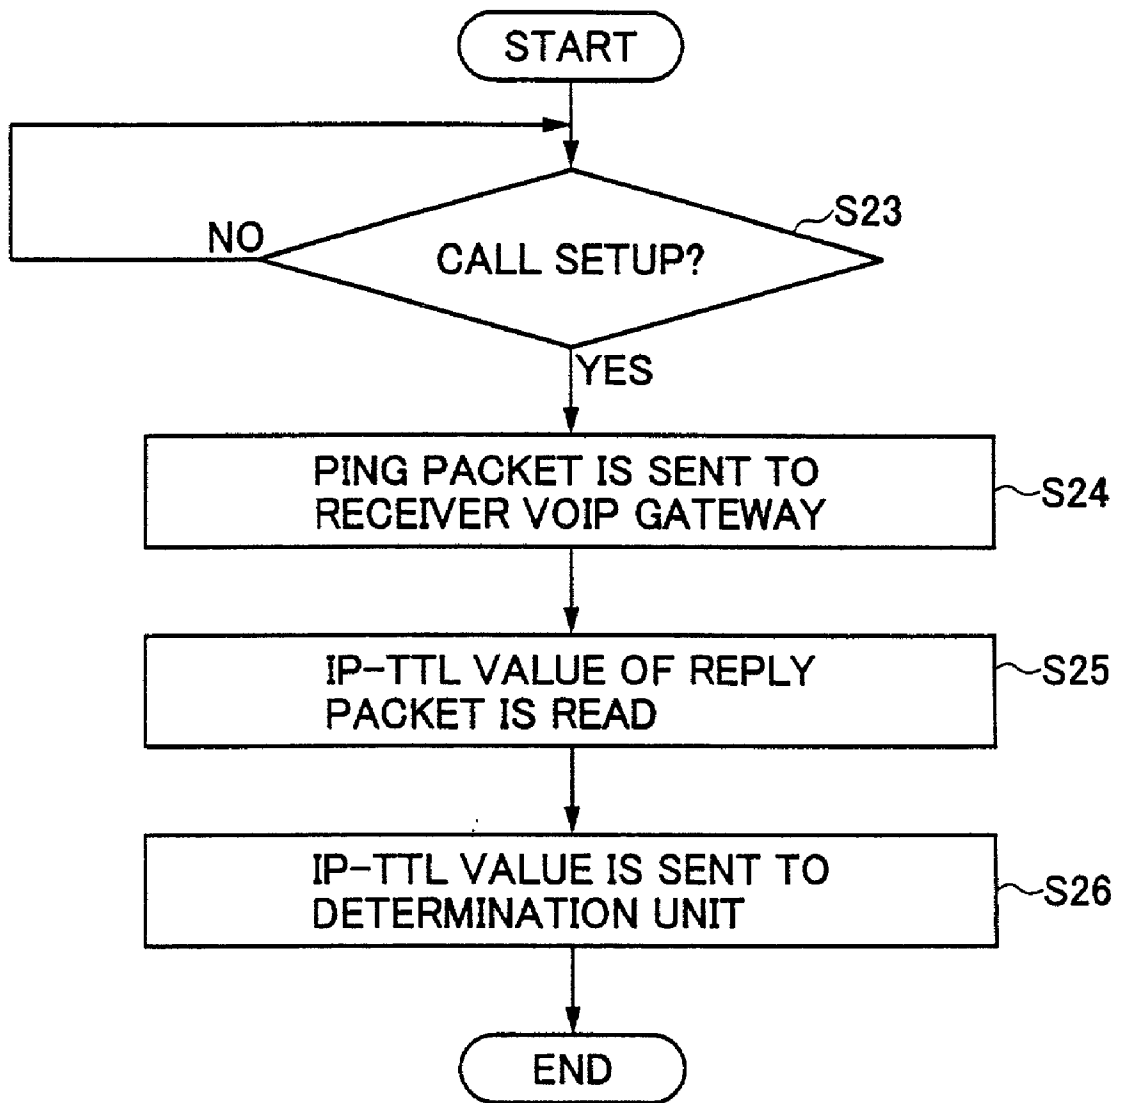 START
S23
NO
CALL SETUP?
YES
PING PACKET IS SENT TO
RECEIVER VOIP GATEWAY
S24
IP-TTL VALUE OF REPLY
PACKET IS READ
S25
IP-TTL VALUE IS SENT TO
DETERMINATION UNIT
S26
END